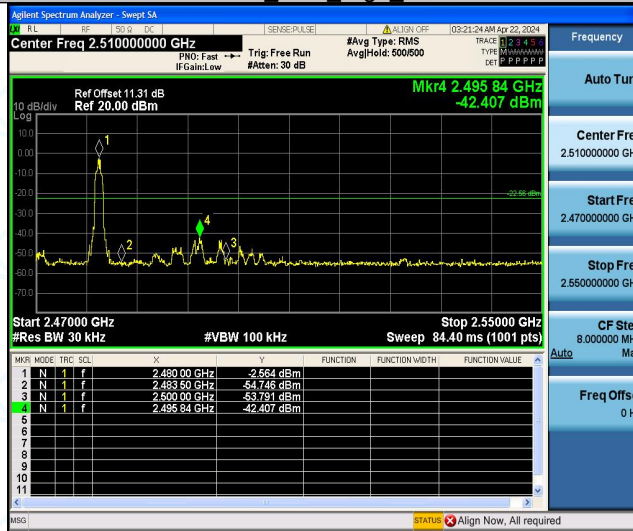 Agilent Spectrum Analyzer - Swept SA
RL RF 50 Ω DC SENSE:PULSE ALIGN OFF 03:21:24 AM Apr 22, 2024
Center Freq 2.510000000 GHz
PNO: Fast
IFGain:Low
Trig: Free Run
#Atten: 30 dB
#Avg Type: RMS
Avg|Hold: 500/500
TRACE 1 2 3 4 5 6
TYPE M
DET P P P P P P
Frequency
Auto Tun
Mkr4 2.495 84 GHz
-42.407 dBm
Ref Offset 11.31 dB
Ref 20.00 dBm
10 dB/div
Log
10.0
0.00
-10.0
-20.0
-30.0
-40.0
-50.0
-60.0
-70.0
1
2
3
4
-22.56 dBm
Center Fre
2.510000000 GH
Start Fre
2.470000000 GH
Stop Fre
2.550000000 GH
CF Ste
8.000000 MH
Auto Ma
Freq Offs
0 H
Start 2.47000 GHz Stop 2.55000 GHz
#Res BW 30 kHz #VBW 100 kHz Sweep 84.40 ms (1001 pts)
MKR MODE TRC SCL X Y FUNCTION FUNCTION WIDTH FUNCTION VALUE
1 N 1 f 2.480 00 GHz -2.564 dBm
2 N 1 f 2.483 50 GHz -54.746 dBm
3 N 1 f 2.500 00 GHz -53.791 dBm
4 N 1 f 2.495 84 GHz -42.407 dBm
5
6
7
8
9
10
11
MSG STATUS Align Now, All required